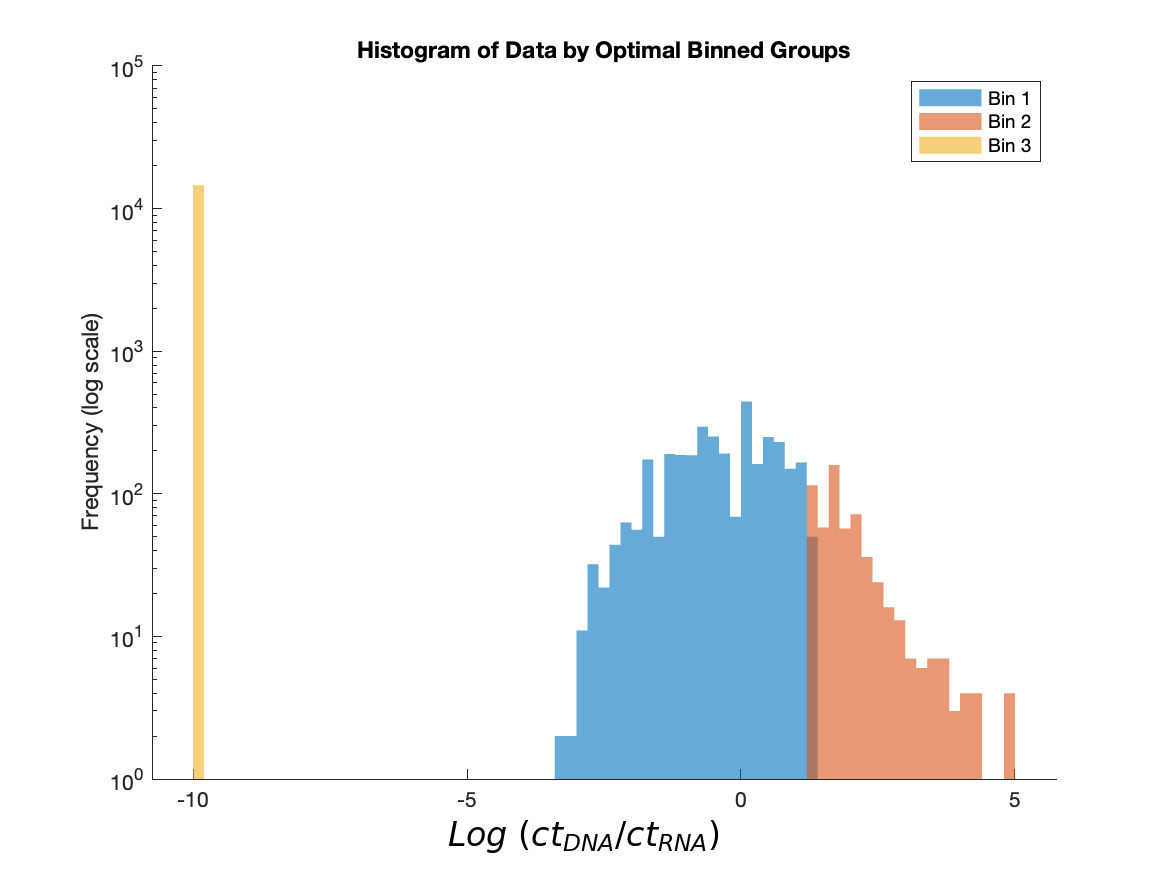 Histogram of Data by Optimal Binned Groups
10^5
10^4
10^3
10^2
10^1
10^0
Frequency (log scale)
Bin 1
Bin 2
Bin 3
-10 -5 0 5
Log (ct_DNA/ct_RNA)